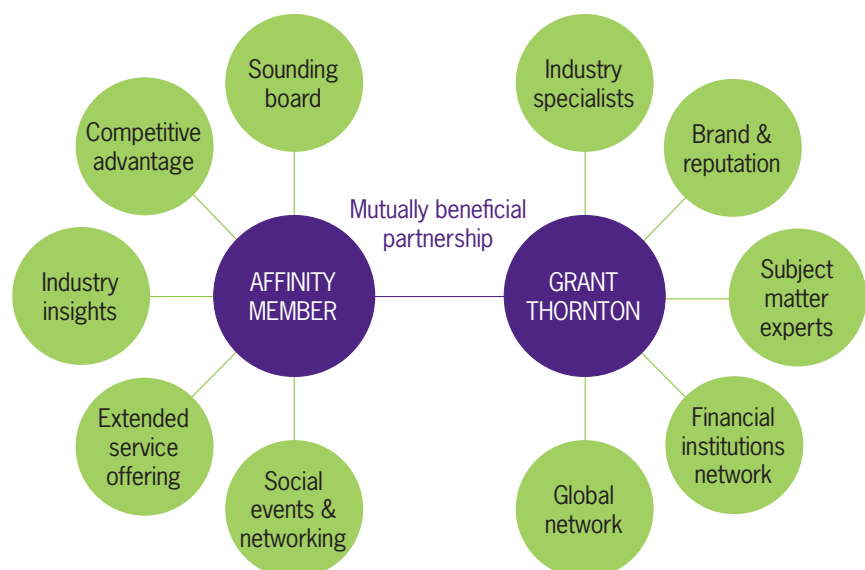 Sounding
board
Competitive
advantage
Industry
insights
Extended
service
offering
Social
events &
networking
AFFINITY
MEMBER
Mutually beneficial
partnership
GRANT
THORNTON
Industry
specialists
Brand &
reputation
Subject
matter
experts
Financial
institutions
network
Global
network